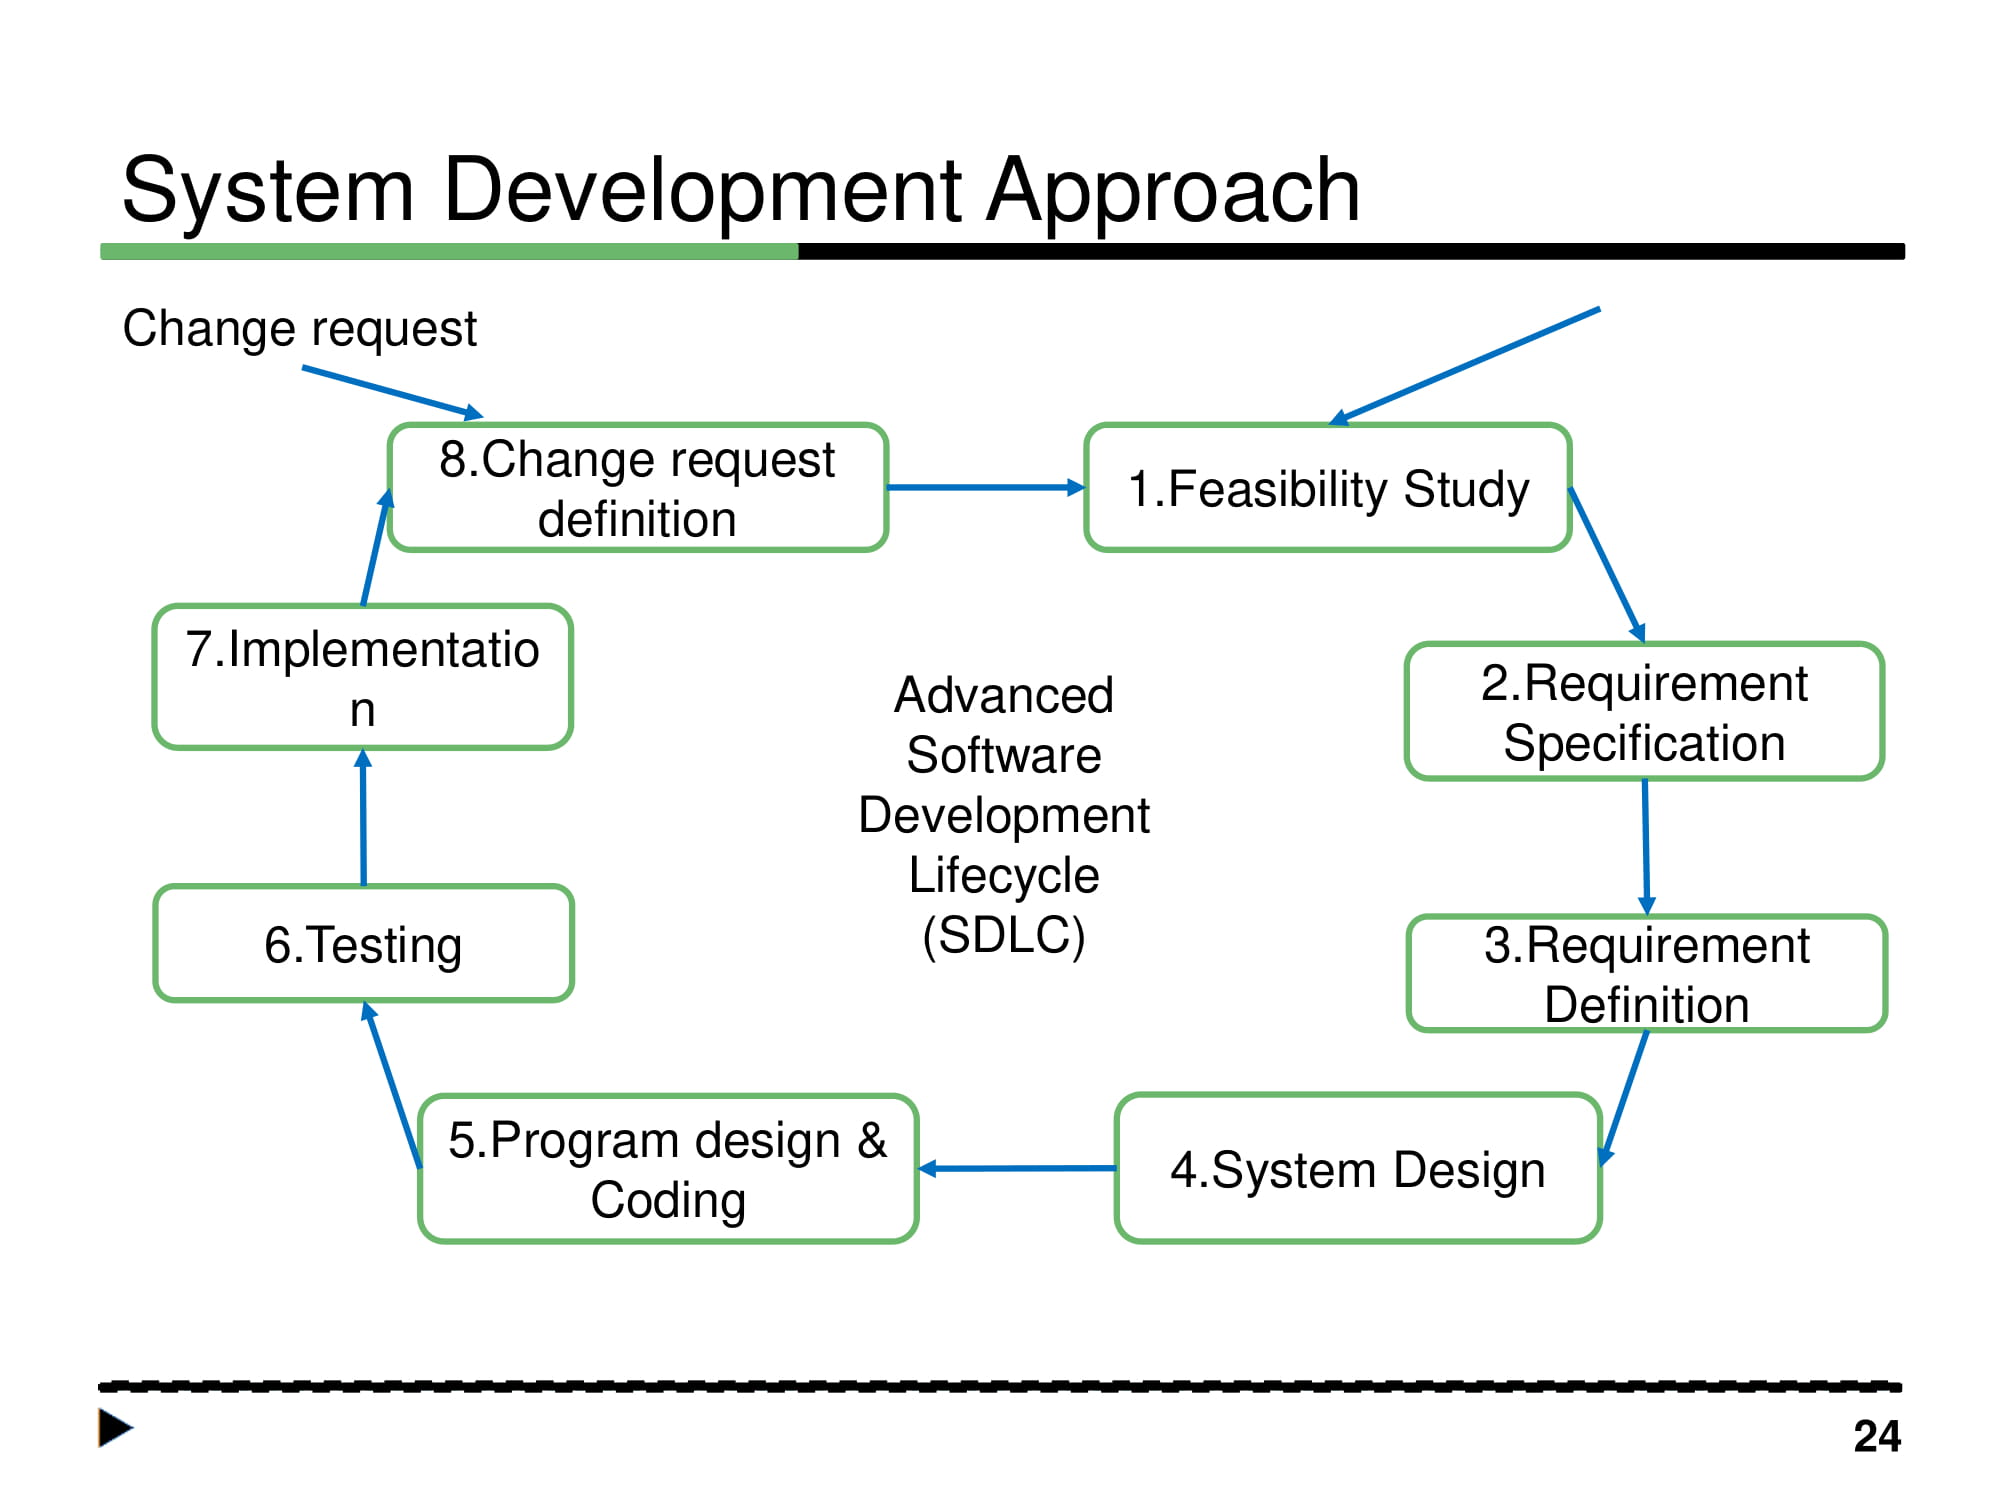 System Development Approach
Change request
8.Change request
definition
1.Feasibility Study
7.Implementatio
n
2.Requirement
Specification
Advanced
Software
Development
Lifecycle
(SDLC)
6.Testing
3.Requirement
Definition
5.Program design &
Coding
4.System Design
24